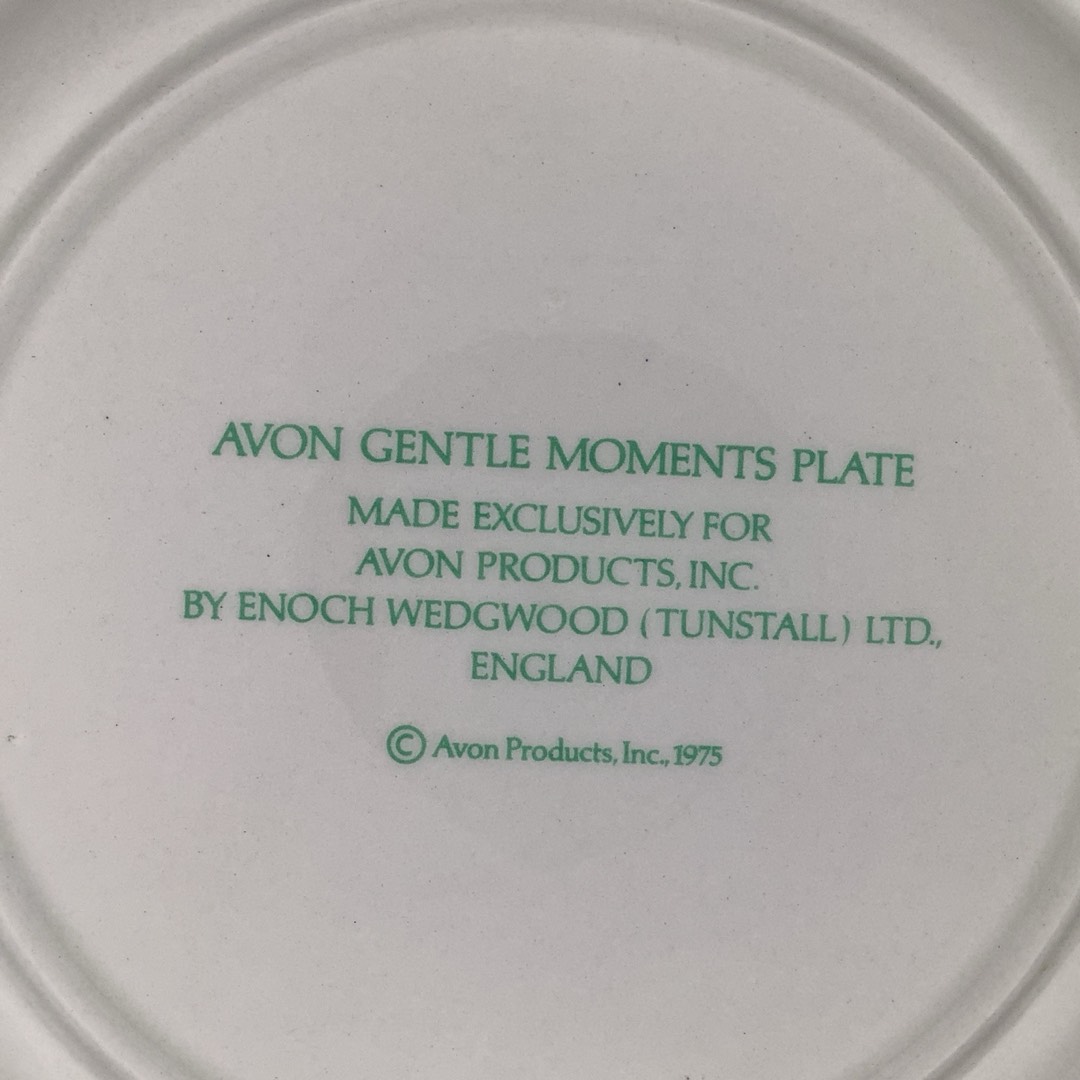 AVON GENTLE MOMENTS PLATE
MADE EXCLUSIVELY FOR
AVON PRODUCTS, INC.
BY ENOCH WEDGWOOD (TUNSTALL) LTD.,
ENGLAND
© Avon Products, Inc., 1975